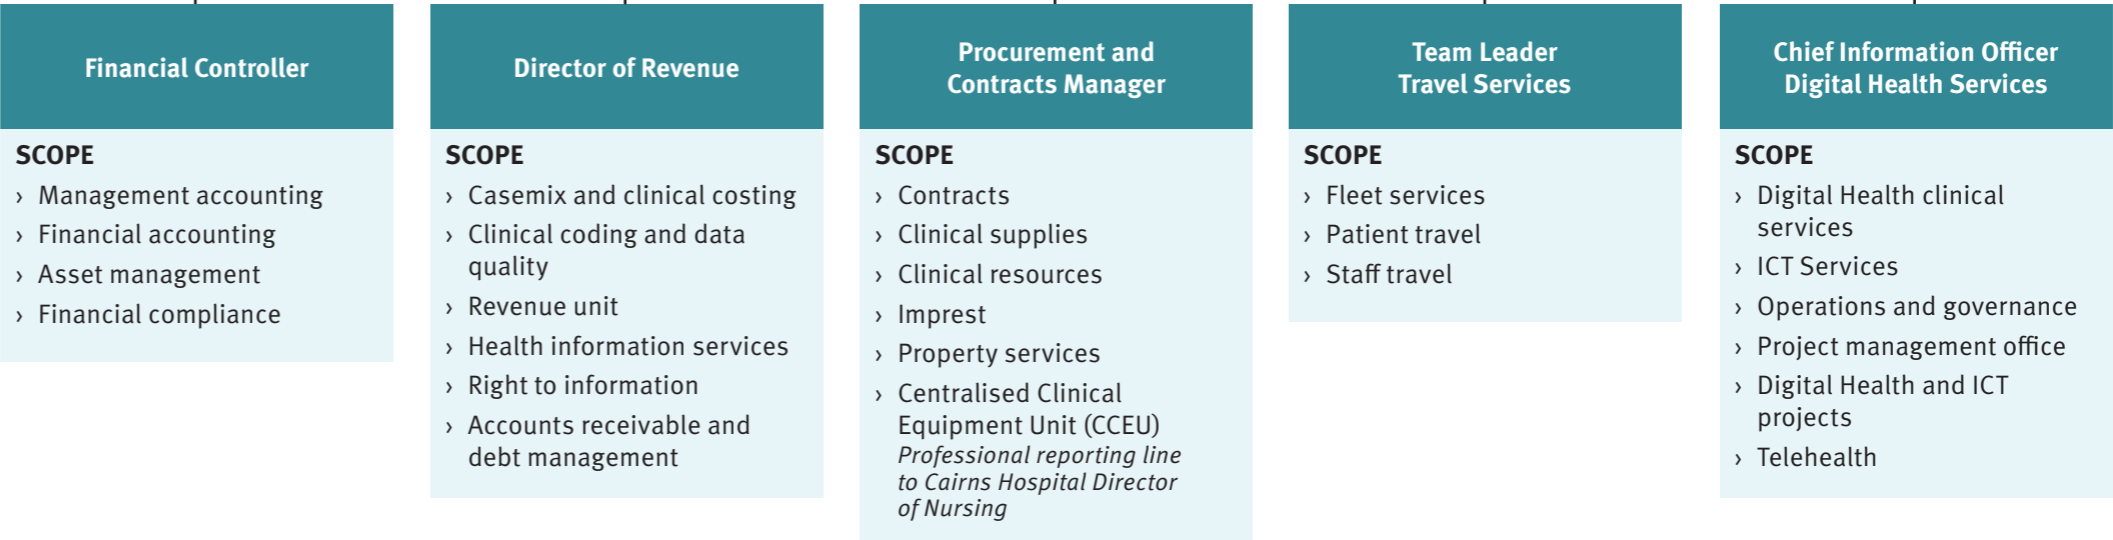 Financial Controller
SCOPE
› Management accounting
› Financial accounting
› Asset management
› Financial compliance
Director of Revenue
SCOPE
› Casemix and clinical costing
› Clinical coding and data
quality
› Revenue unit
› Health information services
› Right to information
› Accounts receivable and
debt management
Procurement and
Contracts Manager
SCOPE
› Contracts
› Clinical supplies
› Clinical resources
› Imprest
› Property services
› Centralised Clinical
Equipment Unit (CCEU)
Professional reporting line
to Cairns Hospital Director
of Nursing
Team Leader
Travel Services
SCOPE
› Fleet services
› Patient travel
› Staff travel
Chief Information Officer
Digital Health Services
SCOPE
› Digital Health clinical
services
› ICT Services
› Operations and governance
› Project management office
› Digital Health and ICT
projects
› Telehealth